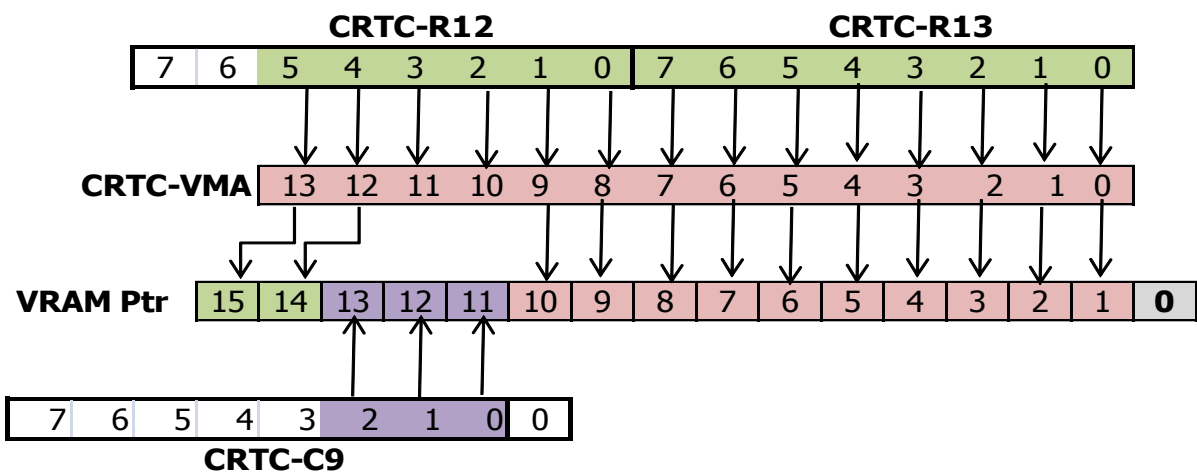 CRTC-R12 CRTC-R13
7 6 5 4 3 2 1 0 7 6 5 4 3 2 1 0
CRTC-VMA 13 12 11 10 9 8 7 6 5 4 3 2 1 0
VRAM Ptr 15 14 13 12 11 10 9 8 7 6 5 4 3 2 1 0
7 6 5 4 3 2 1 0 0
CRTC-C9